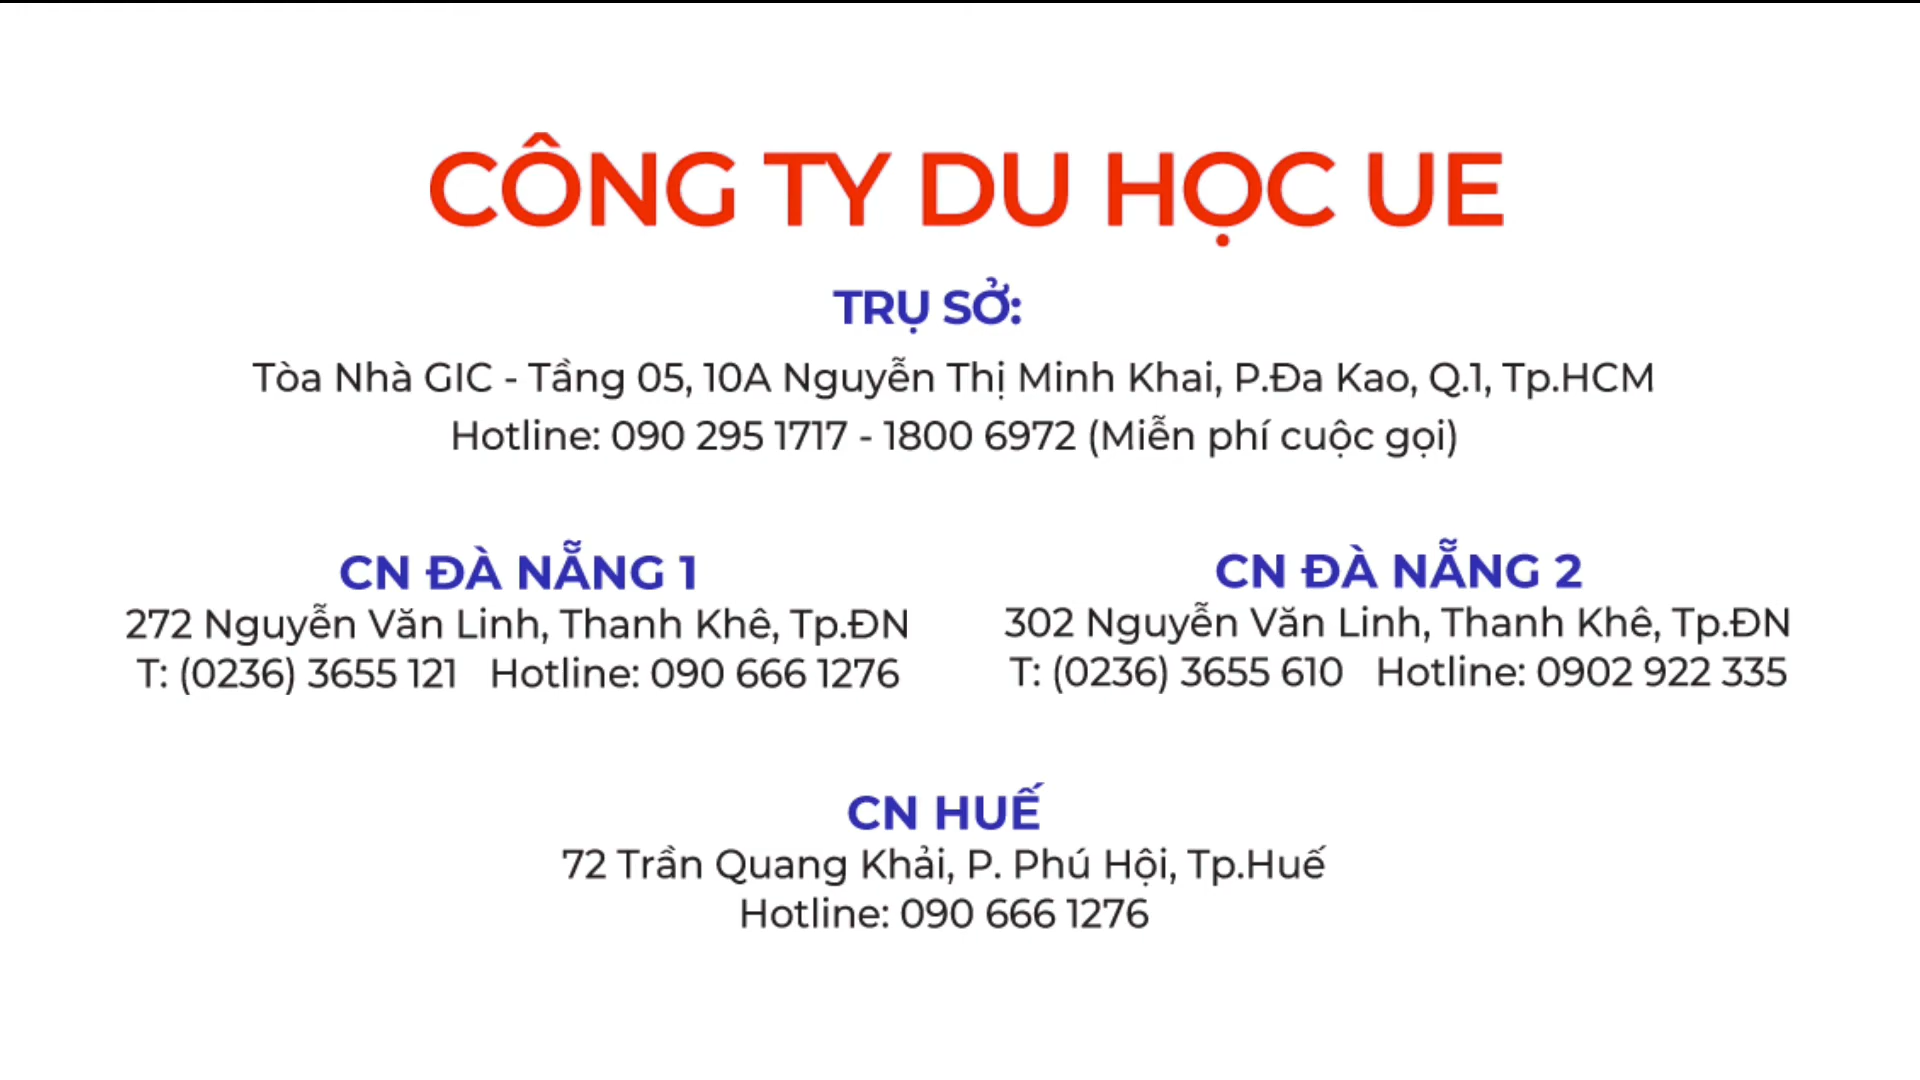 CÔNG TY DU HỌC UE
TRỤ SỞ:
Tòa Nhà GIC - Tầng 05, 10A Nguyễn Thị Minh Khai, P.Đa Kao, Q.1, Tp.HCM
Hotline: 090 295 1717 - 1800 6972 (Miễn phí cuộc gọi)
CN ĐÀ NẴNG 1
272 Nguyễn Văn Linh, Thanh Khê, Tp.ĐN
T: (0236) 3655 121 Hotline: 090 666 1276
CN ĐÀ NẴNG 2
302 Nguyễn Văn Linh, Thanh Khê, Tp.ĐN
T: (0236) 3655 610 Hotline: 0902 922 335
CN HUẾ
72 Trần Quang Khải, P. Phú Hội, Tp.Huế
Hotline: 090 666 1276